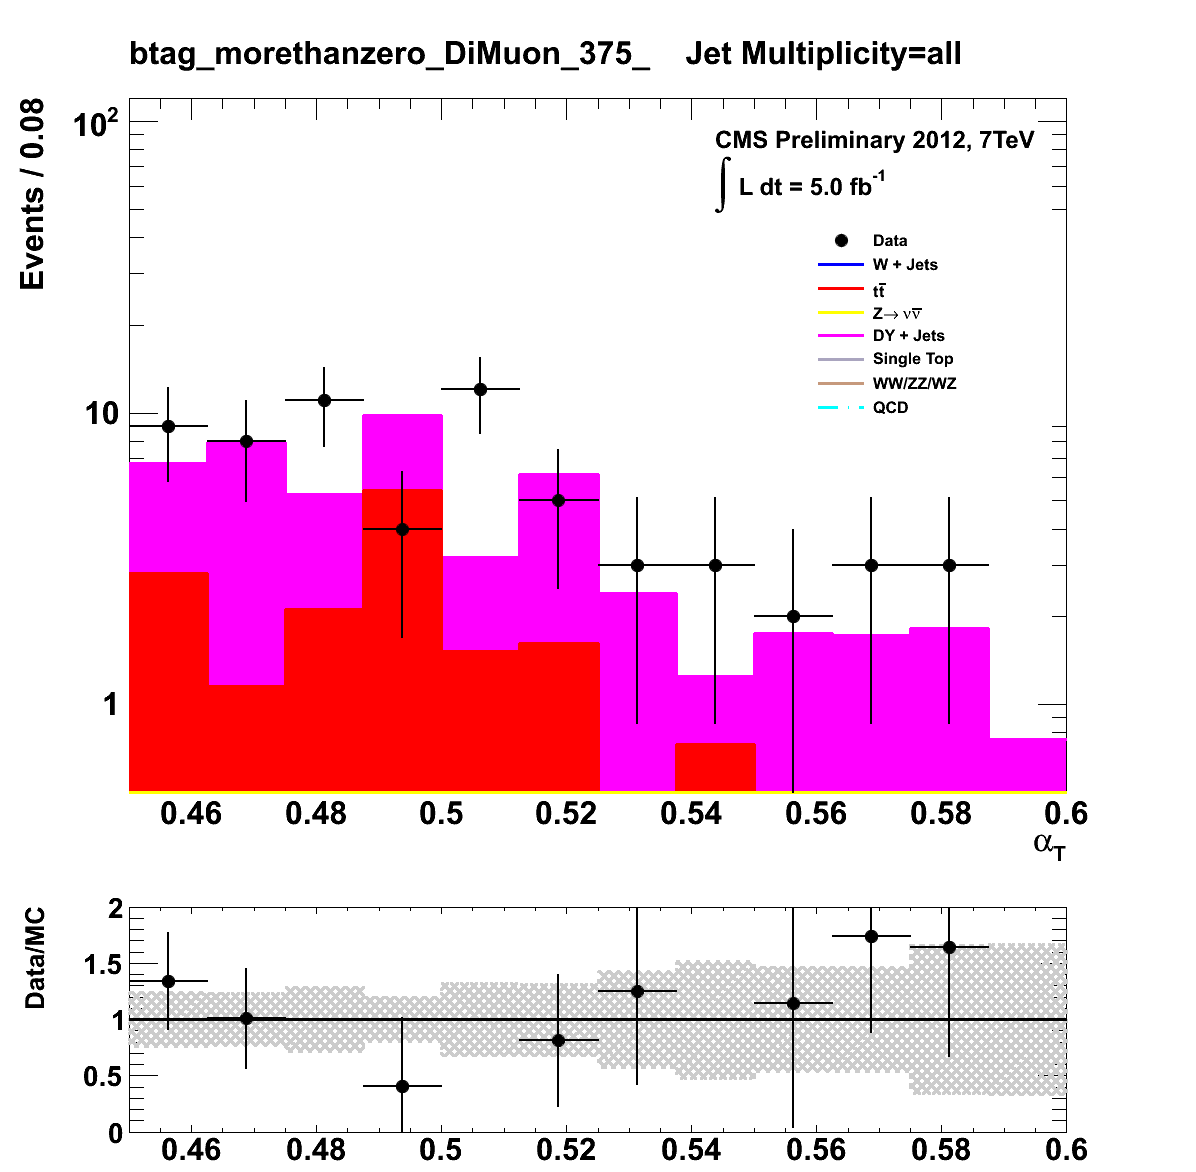 btag_morethanzero_DiMuon_375_ Jet Multiplicity=all
Events / 0.08
10²
10
1
CMS Preliminary 2012, 7TeV
∫ L dt = 5.0 fb⁻¹
Data
W + Jets
tt̅
Z→ νν̅
DY + Jets
Single Top
WW/ZZ/WZ
QCD
0.46 0.48 0.5 0.52 0.54 0.56 0.58 0.6
α_T
Data/MC
2
1.5
1
0.5
0
0.46 0.48 0.5 0.52 0.54 0.56 0.58 0.6